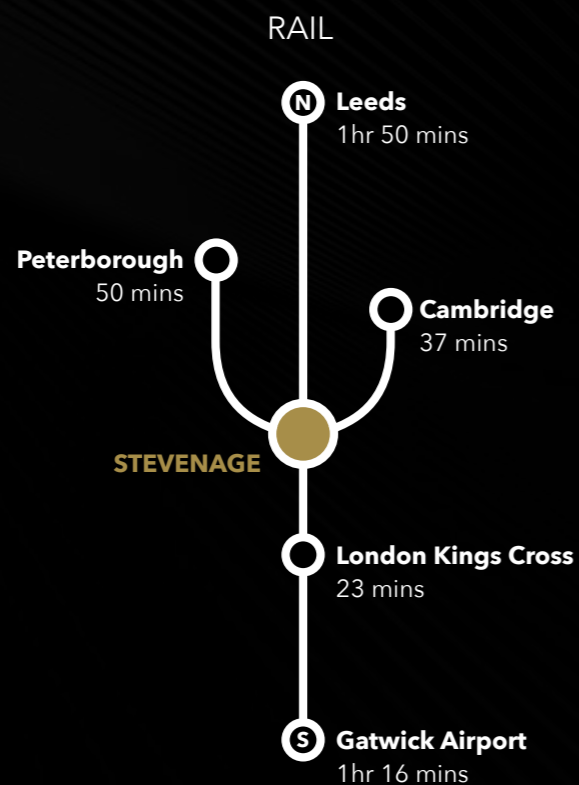 RAIL
N
Leeds
1hr 50 mins
Peterborough
50 mins
Cambridge
37 mins
STEVENAGE
London Kings Cross
23 mins
S
Gatwick Airport
1hr 16 mins